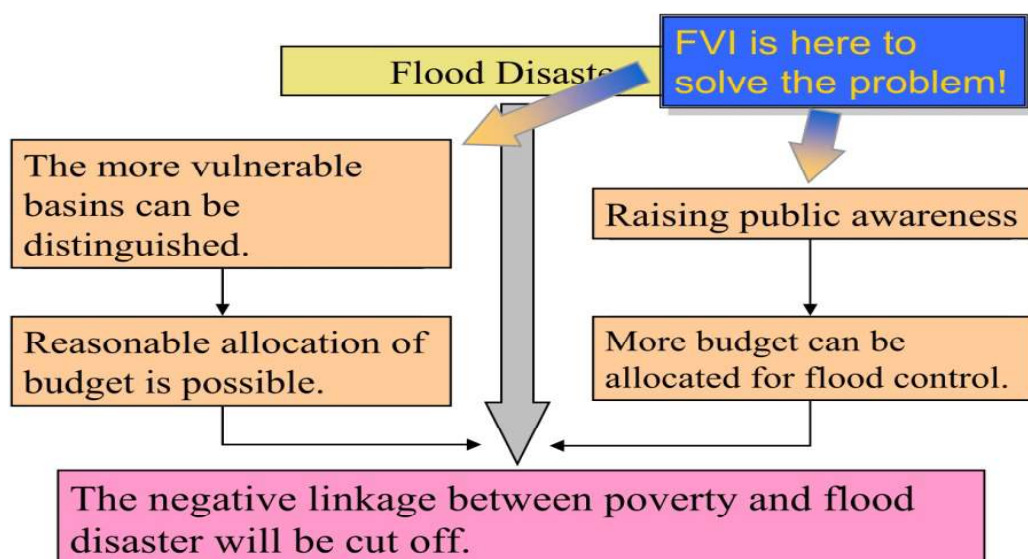 FVI is here to
solve the problem!
Flood Disaste
The more vulnerable
basins can be
distinguished.
Raising public awareness
Reasonable allocation of
budget is possible.
More budget can be
allocated for flood control.
The negative linkage between poverty and flood
disaster will be cut off.